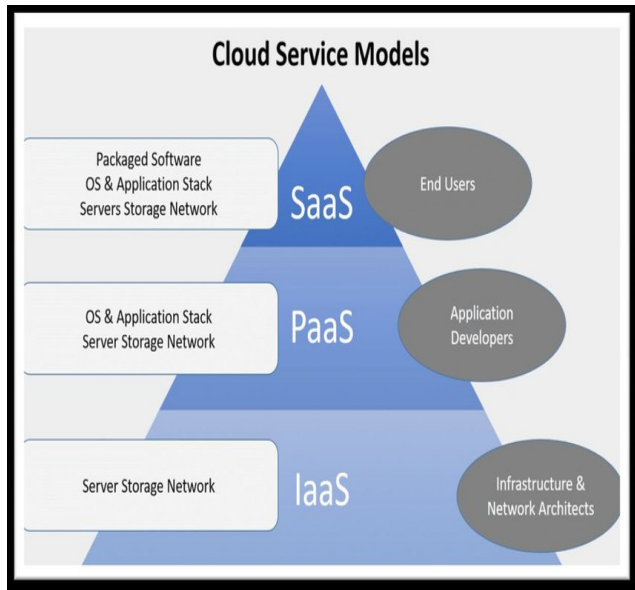 Cloud Service Models
Packaged Software
OS & Application Stack
Servers Storage Network
SaaS
End Users
OS & Application Stack
Server Storage Network
PaaS
Application
Developers
Server Storage Network
IaaS
Infrastructure &
Network Architects